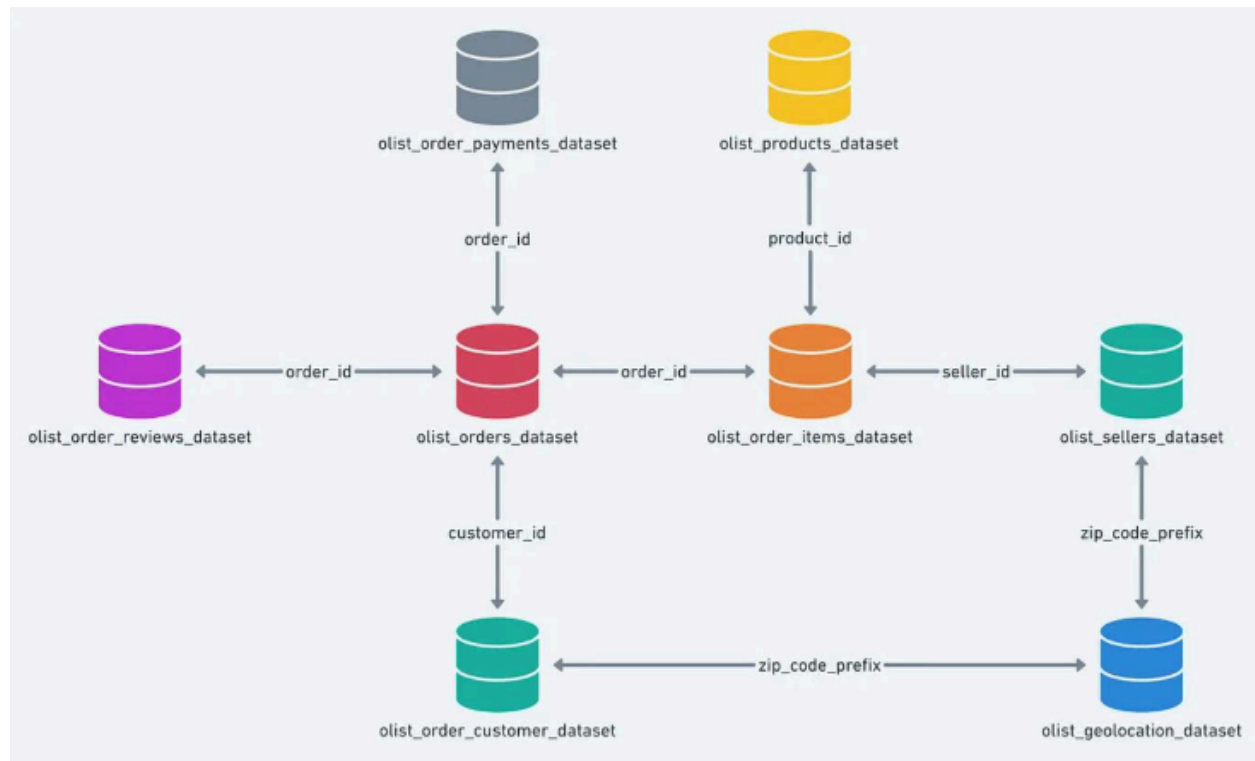 olist_order_payments_dataset
olist_products_dataset
order_id
product_id
order_id
order_id
seller_id
olist_order_reviews_dataset
olist_orders_dataset
olist_order_items_dataset
olist_sellers_dataset
customer_id
zip_code_prefix
zip_code_prefix
olist_order_customer_dataset
olist_geolocation_dataset